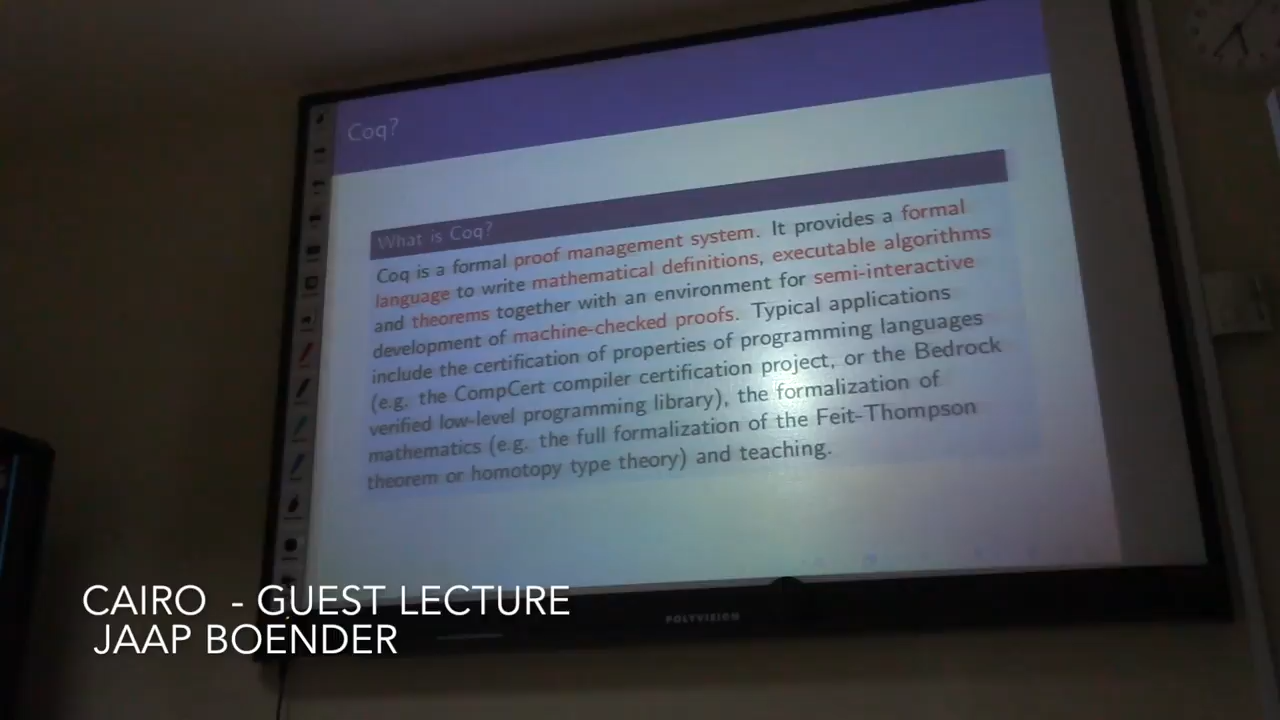 Coq?
What is Coq?
Coq is a formal proof management system. It provides a formal
language to write mathematical definitions, executable algorithms
and theorems together with an environment for semi-interactive
development of machine-checked proofs. Typical applications
include the certification of properties of programming languages
(e.g. the CompCert compiler certification project, or the Bedrock
verified low-level programming library), the formalization of
mathematics (e.g. the full formalization of the Feit-Thompson
theorem or homotopy type theory) and teaching.
POLYVISION
CAIRO - GUEST LECTURE
JAAP BOENDER